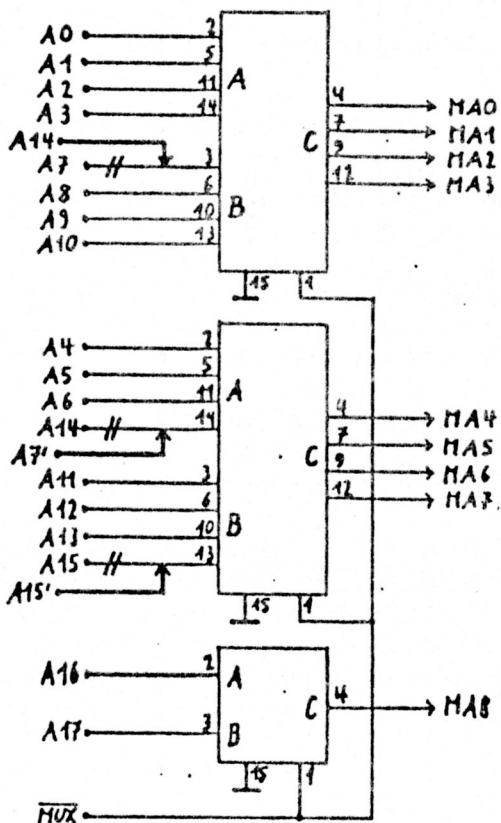 A0 2
A1 5
A2 11 A
A3 14
A14
A7 3
A8 6
A9 10 B
A10 13
C
4 MA0
7 MA1
9 MA2
12 MA3
15 1
A4 2
A5 5
A6 11 A
A14 14
A7'
A11 3
A12 6
A13 10 B
A15 13
A15'
C
4 MA4
7 MA5
9 MA6
12 MA7
15 1
A16 2 A
A17 3 B
C 4 MA8
15 1
M̅U̅X̅